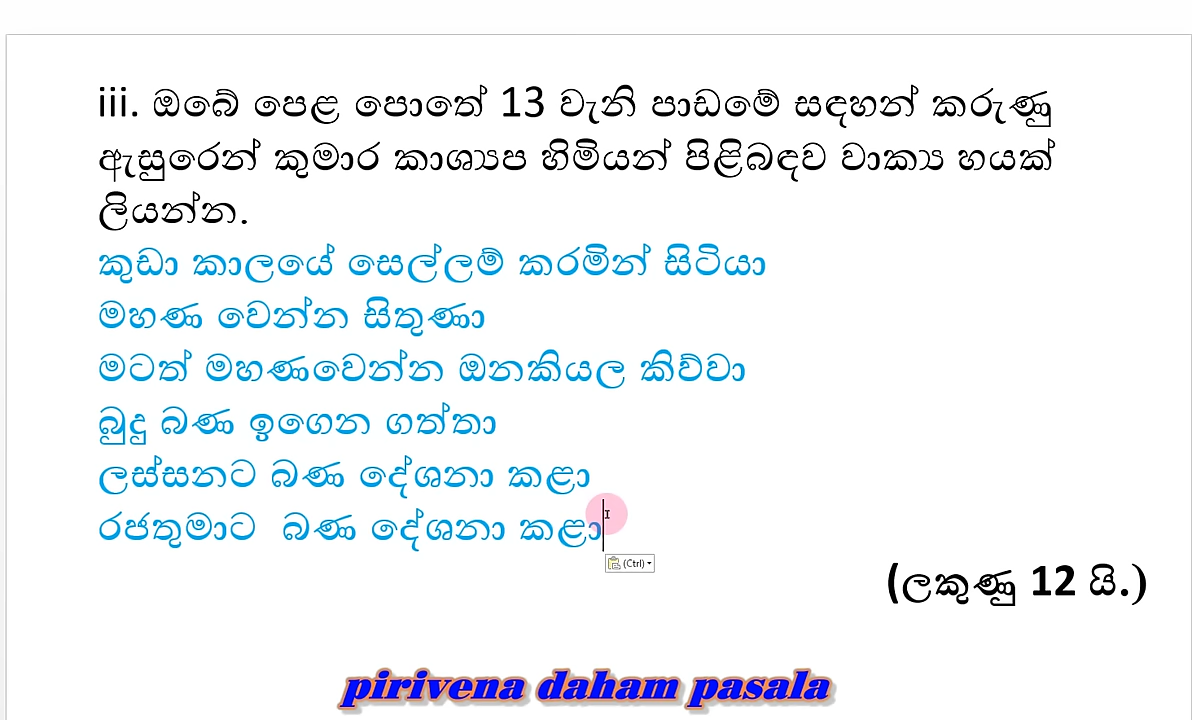 iii. ඔබේ පෙළ පොතේ 13 වැනි පාඩමේ සඳහන් කරුණු
ඇසුරෙන් කුමාර කාශ්‍යප හිමියන් පිළිබඳව වාක්‍ය හයක්
ලියන්න.
කුඩා කාලයේ සෙල්ලම් කරමින් සිටියා
මහණ වෙන්න සිතුණා
මටත් මහණවෙන්න ඔනකියල කිව්වා
බුදු බණ ඉගෙන ගත්තා
ලස්සනට බණ දේශනා කළා
රජතුමාට  බණ දේශනා කළා
(Ctrl)
(ලකුණු 12 යි.)
pirivena daham pasala